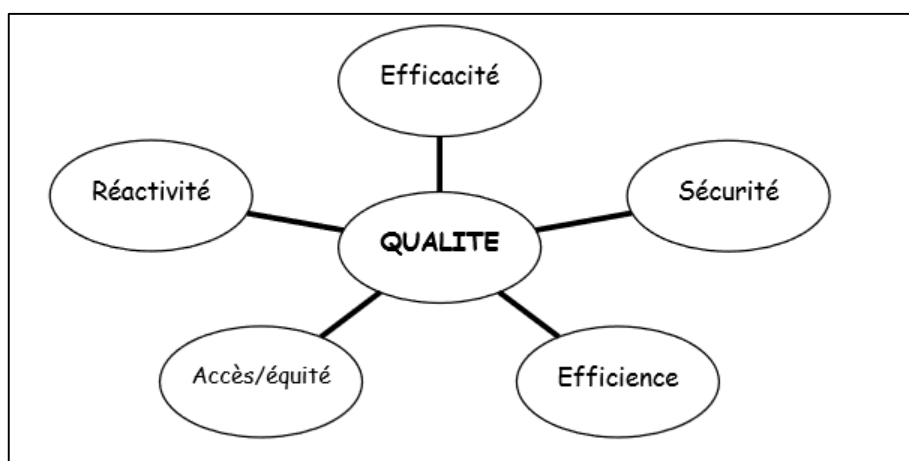 Efficacité
Réactivité
Sécurité
QUALITE
Accès/équité
Efficience